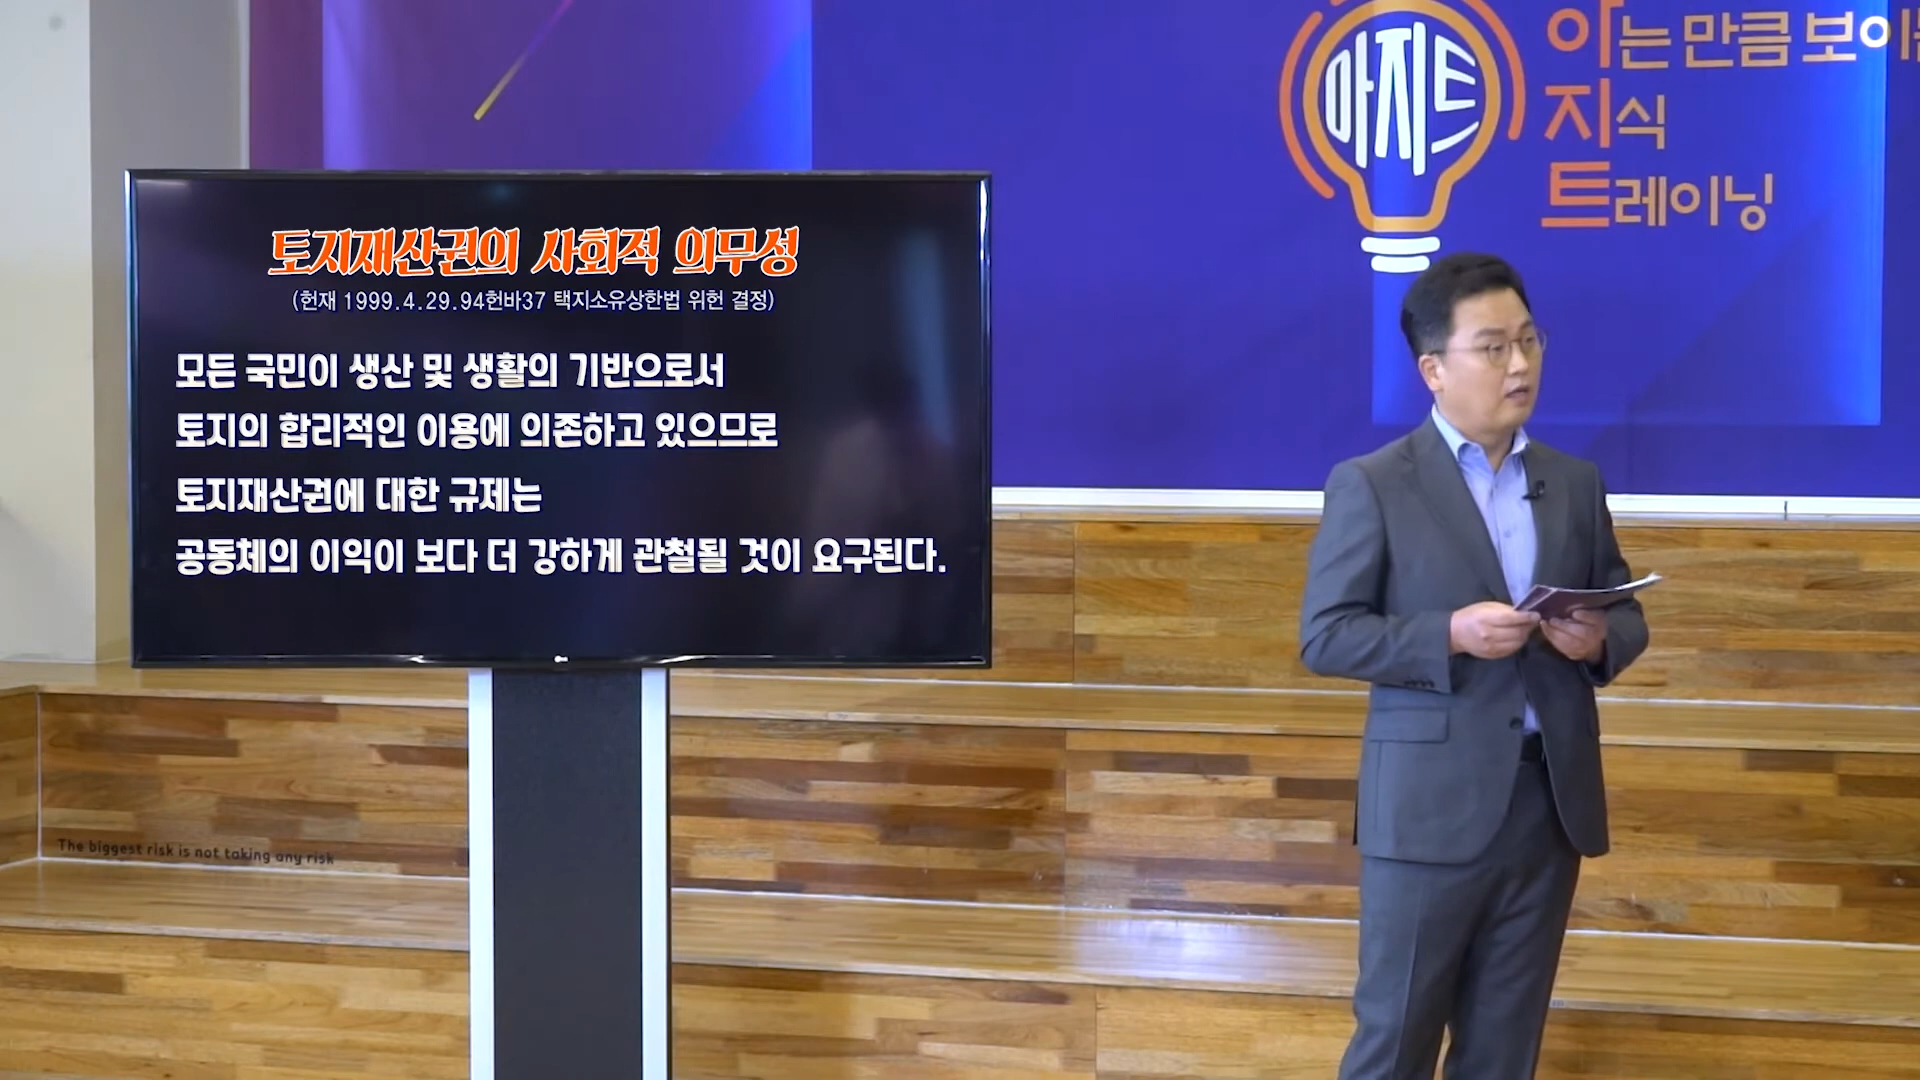 토지재산권의 사회적 의무성
(헌재 1999.4.29.94헌바37 택지소유상한법 위헌 결정)
모든 국민이 생산 및 생활의 기반으로서
토지의 합리적인 이용에 의존하고 있으므로
토지재산권에 대한 규제는
공동체의 이익이 보다 더 강하게 관철될 것이 요구된다.
아지트
아는 만큼 보이는
지식
트레이닝
The biggest risk is not taking any risk